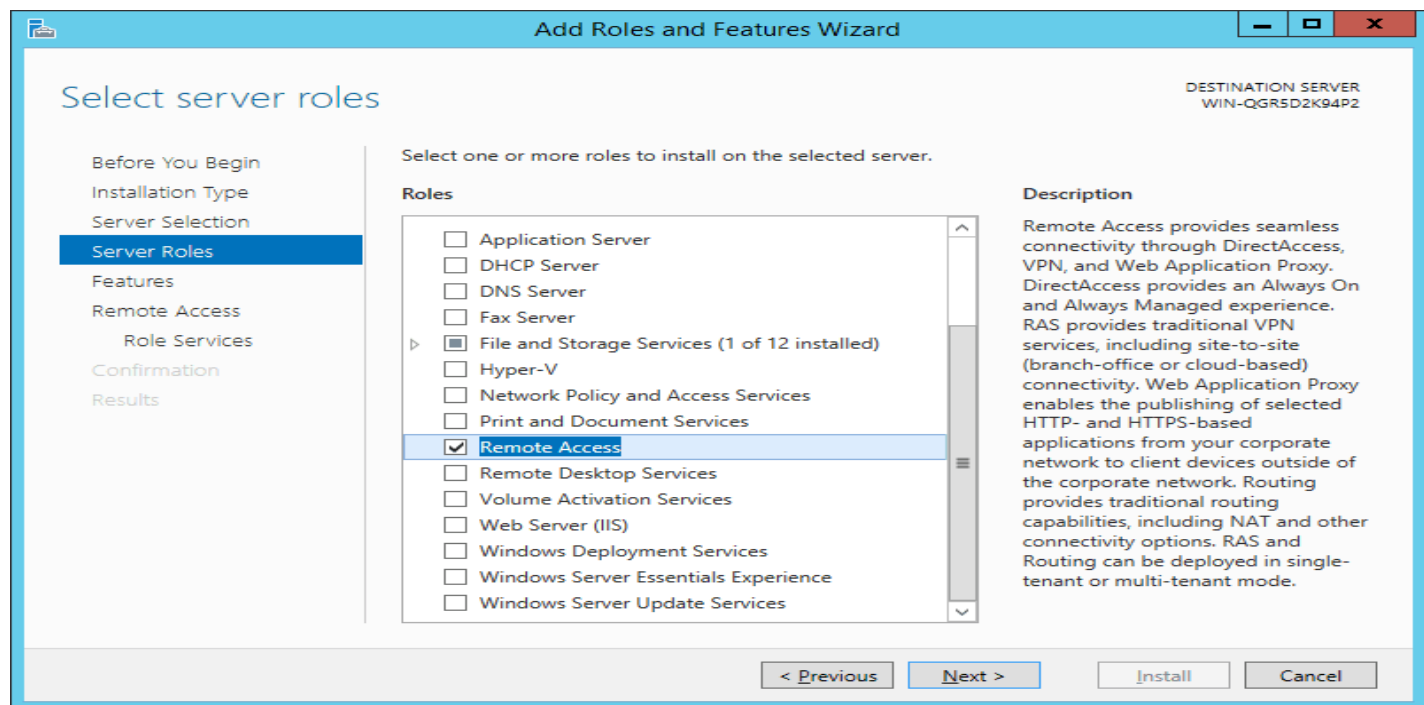 Add Roles and Features Wizard
Select server roles
DESTINATION SERVER
WIN-QGR5D2K94P2
Before You Begin
Installation Type
Server Selection
Server Roles
Features
Remote Access
Role Services
Confirmation
Results
Select one or more roles to install on the selected server.
Roles
Application Server
DHCP Server
DNS Server
Fax Server
File and Storage Services (1 of 12 installed)
Hyper-V
Network Policy and Access Services
Print and Document Services
Remote Access
Remote Desktop Services
Volume Activation Services
Web Server (IIS)
Windows Deployment Services
Windows Server Essentials Experience
Windows Server Update Services
Description
Remote Access provides seamless
connectivity through DirectAccess,
VPN, and Web Application Proxy.
DirectAccess provides an Always On
and Always Managed experience.
RAS provides traditional VPN
services, including site-to-site
(branch-office or cloud-based)
connectivity. Web Application Proxy
enables the publishing of selected
HTTP- and HTTPS-based
applications from your corporate
network to client devices outside of
the corporate network. Routing
provides traditional routing
capabilities, including NAT and other
connectivity options. RAS and
Routing can be deployed in single-
tenant or multi-tenant mode.
< Previous
Next >
Install
Cancel